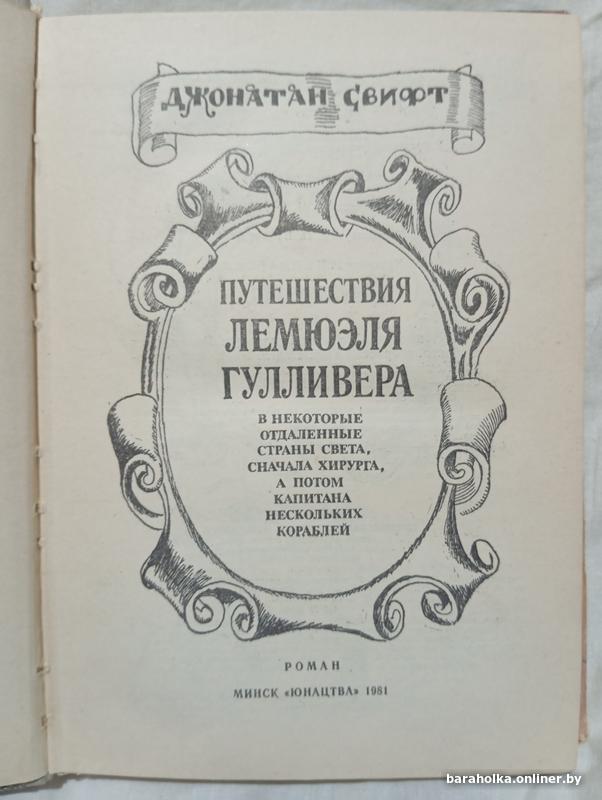 ДЖОНАТАН СВИФТ
ПУТЕШЕСТВИЯ
ЛЕМЮЭЛЯ
ГУЛЛИВЕРА
В НЕКОТОРЫЕ
ОТДАЛЕННЫЕ
СТРАНЫ СВЕТА,
СНАЧАЛА ХИРУРГА,
А ПОТОМ
КАПИТАНА
НЕСКОЛЬКИХ
КОРАБЛЕЙ
РОМАН
МИНСК «ЮНАЦТВА» 1981
baraholka.onliner.by